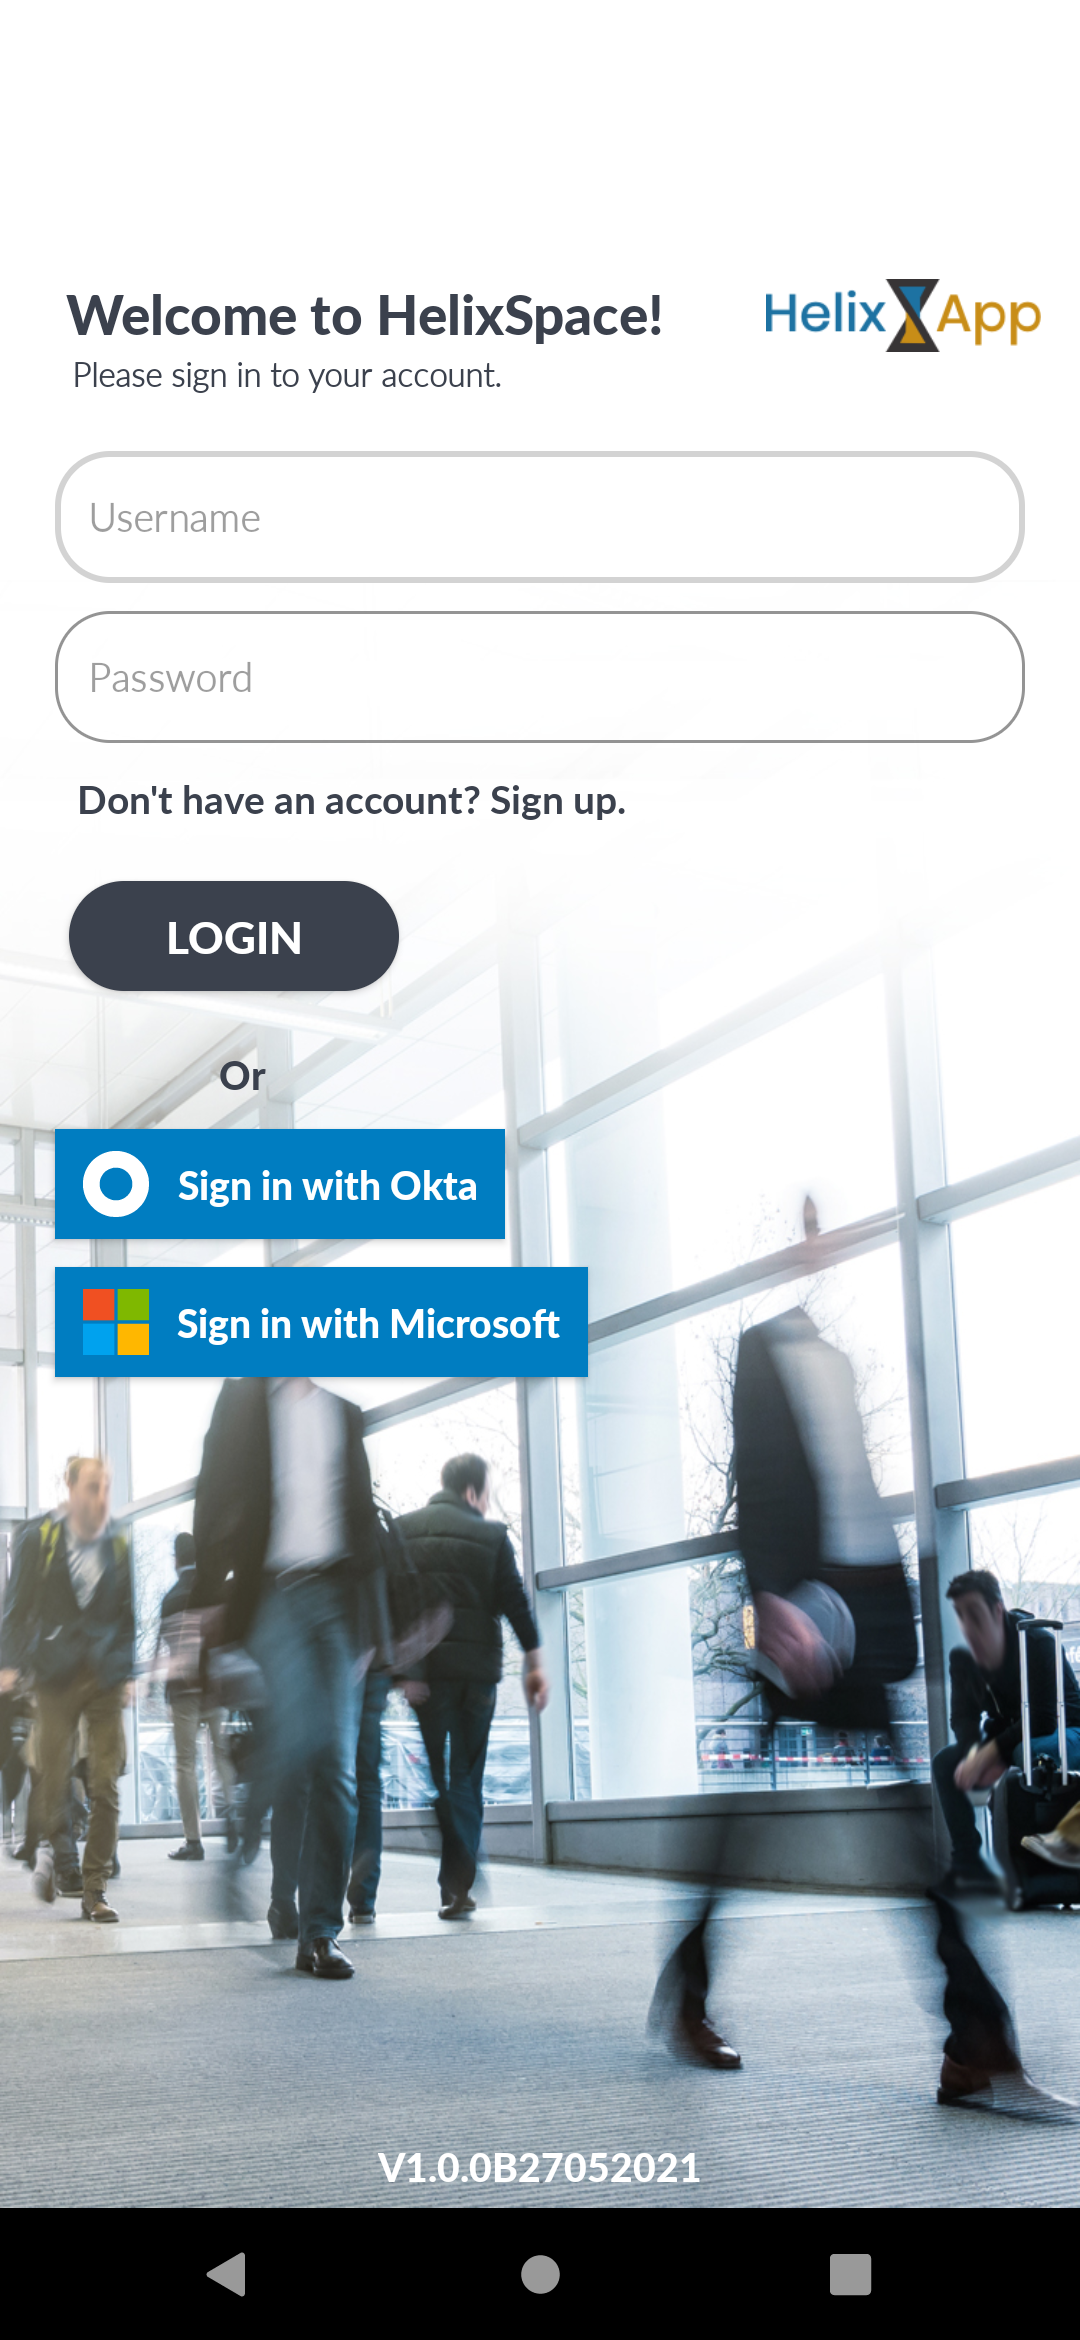 Welcome to HelixSpace!
Helix App
Please sign in to your account.
Username
Password
Don't have an account? Sign up.
LOGIN
Or
Sign in with Okta
Sign in with Microsoft
V1.0.0B27052021